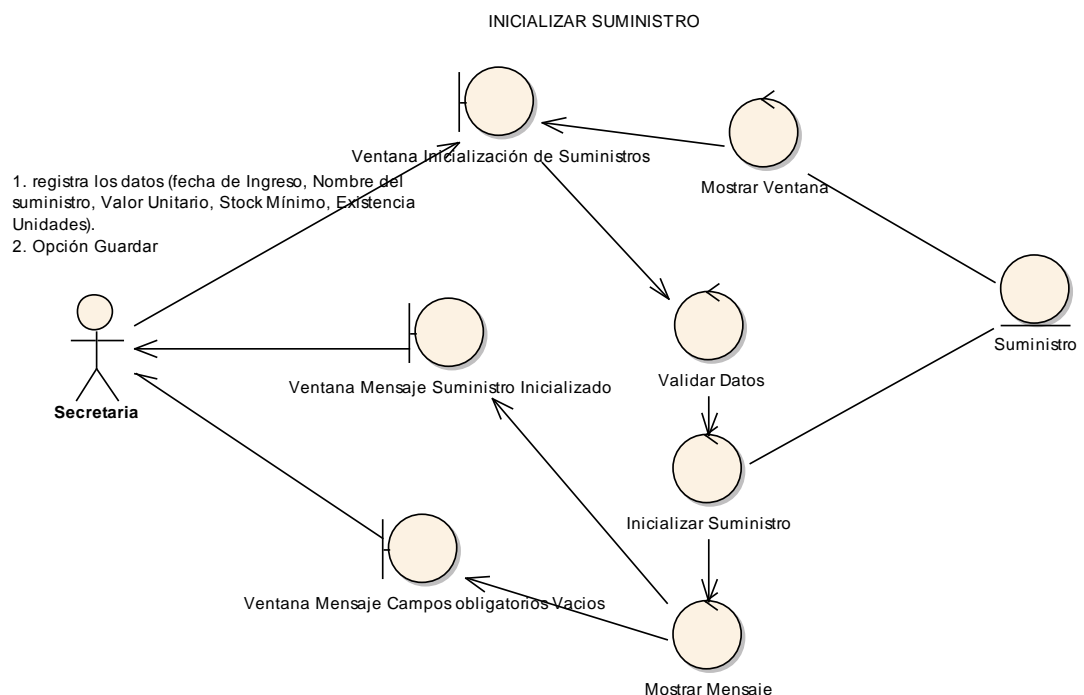 INICIALIZAR SUMINISTRO
Ventana Inicialización de Suministros
Mostrar Ventana
1. registra los datos (fecha de Ingreso, Nombre del
suministro, Valor Unitario, Stock Mínimo, Existencia
Unidades).
2. Opción Guardar
Suministro
Ventana Mensaje Suministro Inicializado
Validar Datos
Secretaria
Inicializar Suministro
Ventana Mensaje Campos obligatorios Vacios
Mostrar Mensaje